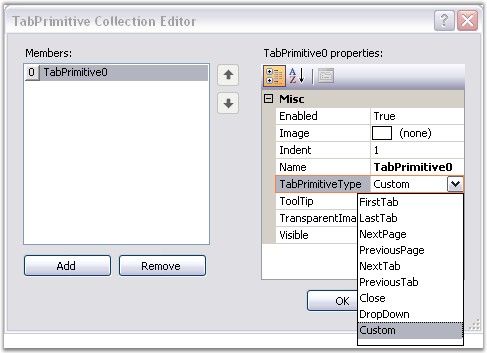 TabPrimitive Collection Editor
Members:
0 TabPrimitive0
Add
Remove
TabPrimitive0 properties:
Misc
Enabled True
Image (none)
Indent 1
Name TabPrimitive0
TabPrimitiveType Custom
ToolTip
TransparentIma
Visible
FirstTab
LastTab
NextPage
PreviousPage
NextTab
PreviousTab
Close
DropDown
Custom
OK